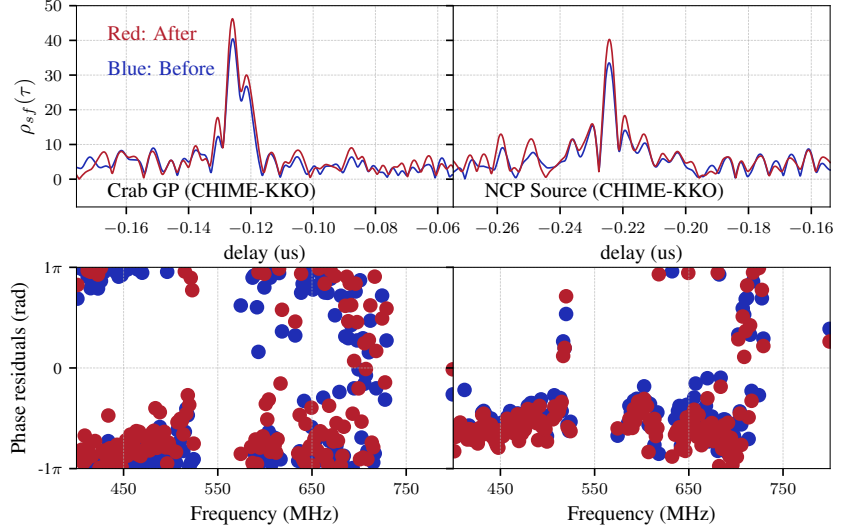 50
40
30
20
10
0
ρsf(τ)
Red: After
Blue: Before
Crab GP (CHIME-KKO)
NCP Source (CHIME-KKO)
−0.16 −0.14 −0.12 −0.10 −0.08 −0.06
−0.26 −0.24 −0.22 −0.20 −0.18 −0.16
delay (us)
delay (us)
1π
0
-1π
Phase residuals (rad)
450 550 650 750
450 550 650 750
Frequency (MHz)
Frequency (MHz)